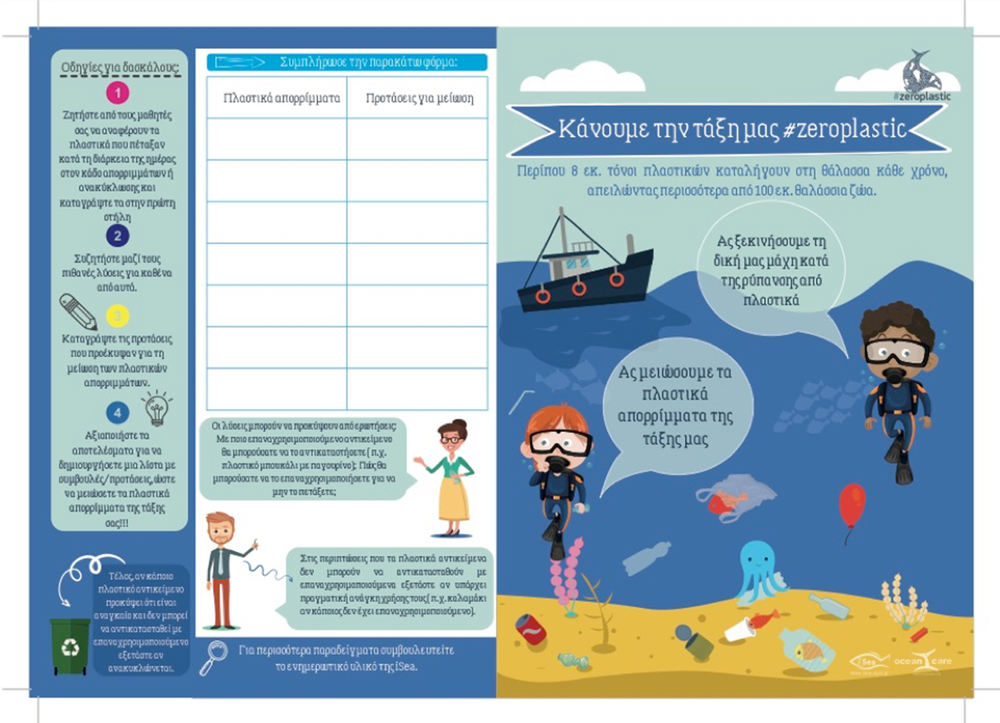 Οδηγίες για δασκάλους:
1
Ζητήστε από τους μαθητές
σας να αναφέρουν τα
πλαστικά που πέταξαν
κατά τη διάρκεια της ημέρας
στον κάδο απορριμμάτων ή
ανακύκλωσης και
καταγράψτε τα στην πρώτη
στήλη
2
Συζητήστε μαζί τους
πιθανές λύσεις για καθένα
από αυτά.
3
Καταγράψτε τις προτάσεις
που προέκυψαν για τη
μείωση των πλαστικών
απορριμμάτων.
4
Αξιοποιήστε τα
αποτελέσματα για να
δημιουργήσετε μια λίστα με
συμβουλές/προτάσεις, ώστε
να μειώσετε τα πλαστικά
απορρίμματα της τάξης
σας!!!
Τέλος, αν κάποιο
πλαστικό αντικείμενο
προκύψει ότι είναι
αναγκαίο και δεν μπορεί
να αντικατασταθεί με
επαναχρησιμοποιούμενο
εξετάστε αν
ανακυκλώνεται.
Συμπλήρωσε την παρακάτω φόρμα:
Πλαστικά απορρίμματα Προτάσεις για μείωση
Οι λύσεις μπορούν να προκύψουν από ερωτήσεις:
Με ποιο επαναχρησιμοποιούμενο αντικείμενο
θα μπορούσατε να το αντικαταστήσετε ( π.χ.
πλαστικό μπουκάλι με παγουρίνο); Πώς θα
μπορούσατε να το επαναχρησιμοποιήσετε για να
μην το πετάξετε;
Στις περιπτώσεις που τα πλαστικά αντικείμενα
δεν μπορούν να αντικατασταθούν με
επαναχρησιμοποιούμενα εξετάστε αν υπάρχει
πραγματική ανάγκη χρήσης τους( π.χ. καλαμάκι
αν κάποιος δεν έχει επαναχρησιμοποιούμενο).
Για περισσότερα παραδείγματα συμβουλευτείτε
το ενημερωτικό υλικό της iSea.
#zeroplastic
Κάνουμε την τάξη μας #zeroplastic
Περίπου 8 εκ. τόνοι πλαστικών καταλήγουν στη θάλασσα κάθε χρόνο,
απειλώντας περισσότερα από 100 εκ. θαλάσσια ζώα.
Ας ξεκινήσουμε τη
δική μας μάχη κατά
της ρύπανσης από
πλαστικά
Ας μειώσουμε τα
πλαστικά
απορρίμματα της
τάξης μας
iSea
ocean care